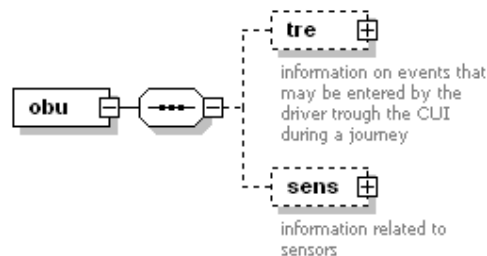 tre
information on events that
may be entered by the
driver trough the CUI
during a journey
obu
sens
information related to
sensors